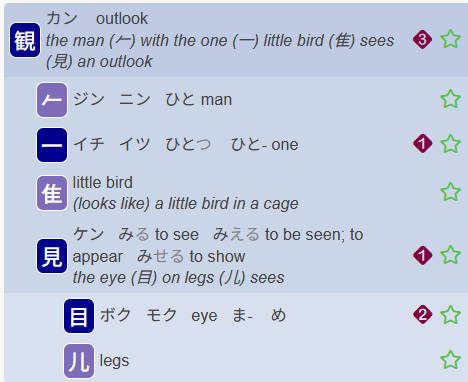 観 カン outlook
the man (𠂉) with the one (一) little bird (隹) sees 3
(見) an outlook
𠂉 ジン ニン ひと man
一 イチ イツ ひとつ ひと- one 1
隹 little bird
(looks like) a little bird in a cage
見 ケン みる to see みえる to be seen; to
appear みせる to show 1
the eye (目) on legs (儿) sees
目 ボク モク eye ま- め 2
儿 legs